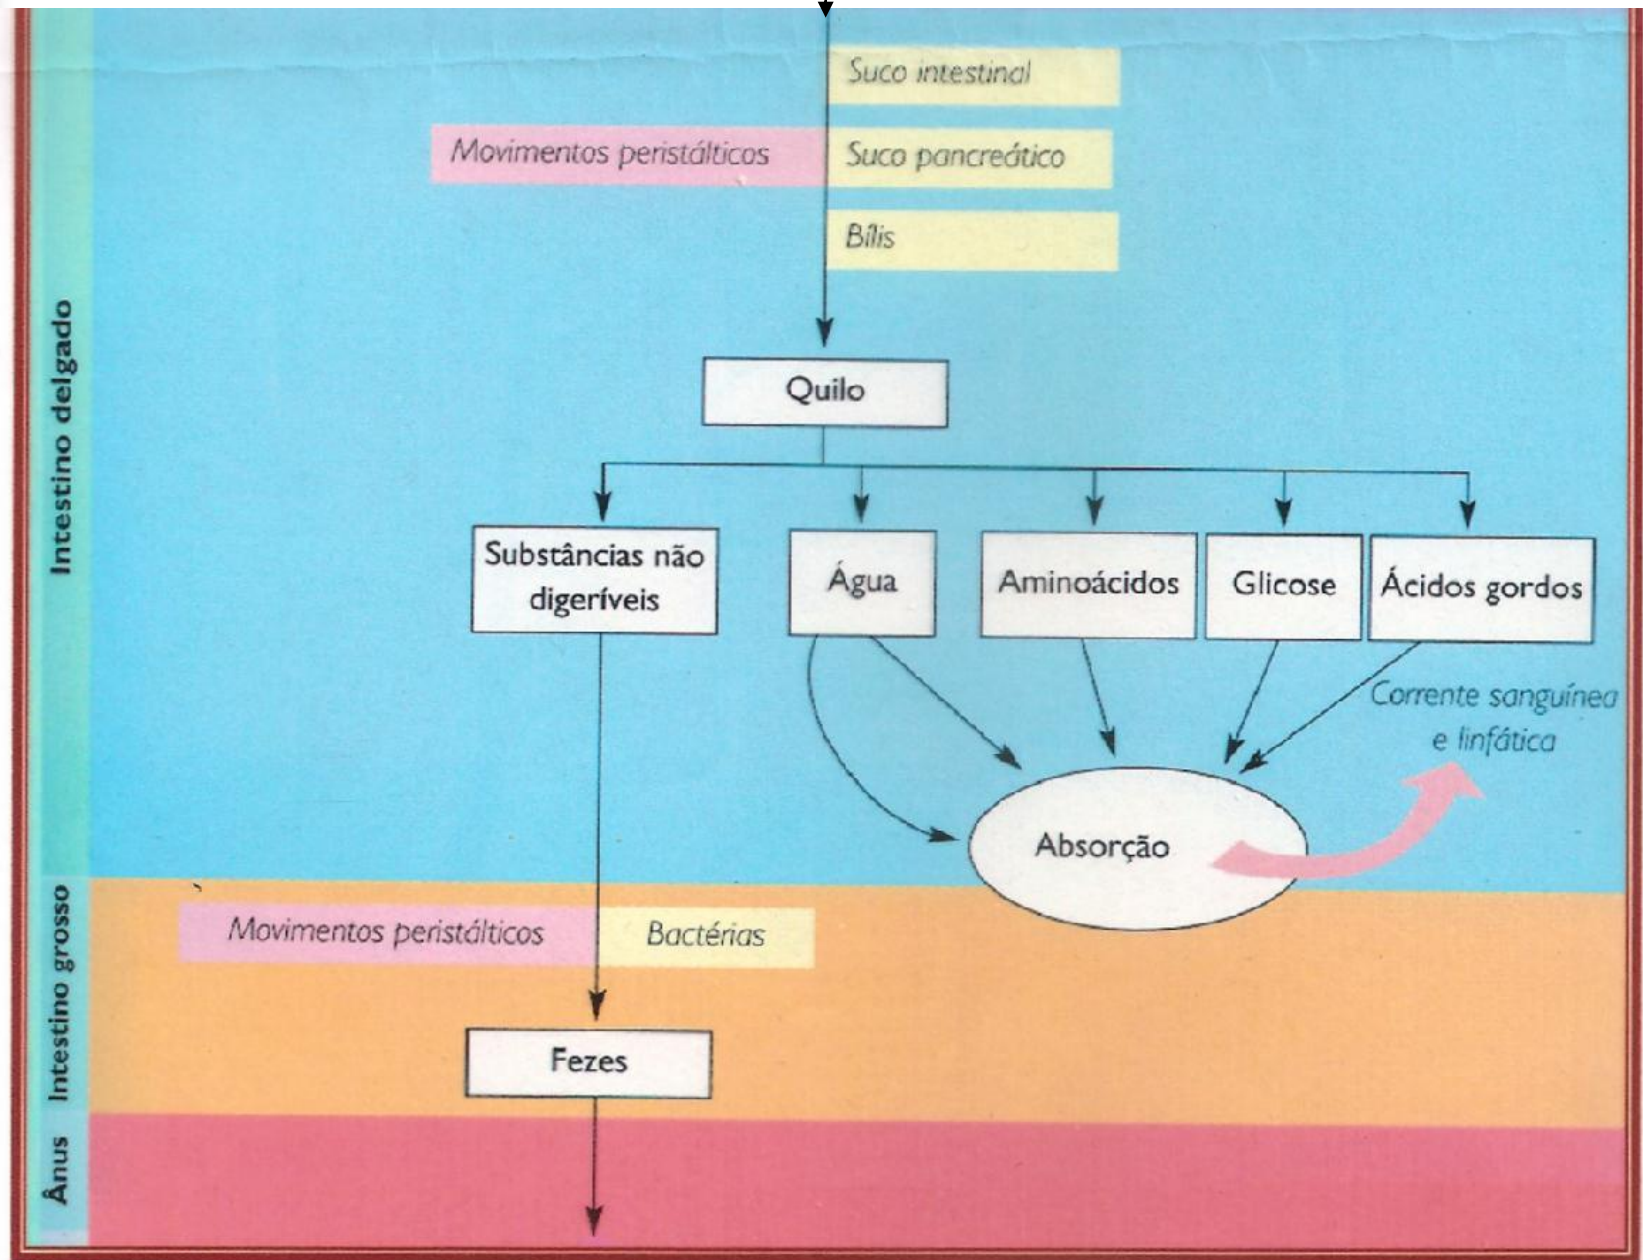 Suco intestinal
Movimentos peristálticos
Suco pancreático
Bílis
Intestino delgado
Quilo
Substâncias não
digeríveis
Água
Aminoácidos
Glicose
Ácidos gordos
Corrente sanguínea
e linfática
Absorção
Intestino grosso
Movimentos peristálticos
Bactérias
Fezes
Ânus